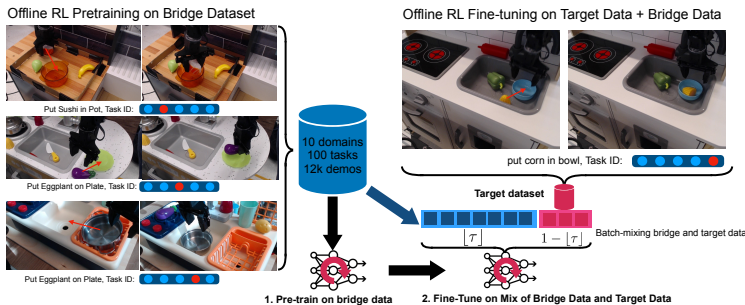 Offline RL Pretraining on Bridge Dataset
Put Sushi in Pot, Task ID:
Put Eggplant on Plate, Task ID:
Put Eggplant on Plate, Task ID:
10 domains
100 tasks
12k demos
1. Pre-train on bridge data
Offline RL Fine-tuning on Target Data + Bridge Data
put corn in bowl, Task ID:
Target dataset
Batch-mixing bridge and target data
⌊τ⌋
1 − ⌊τ⌋
2. Fine-Tune on Mix of Bridge Data and Target Data